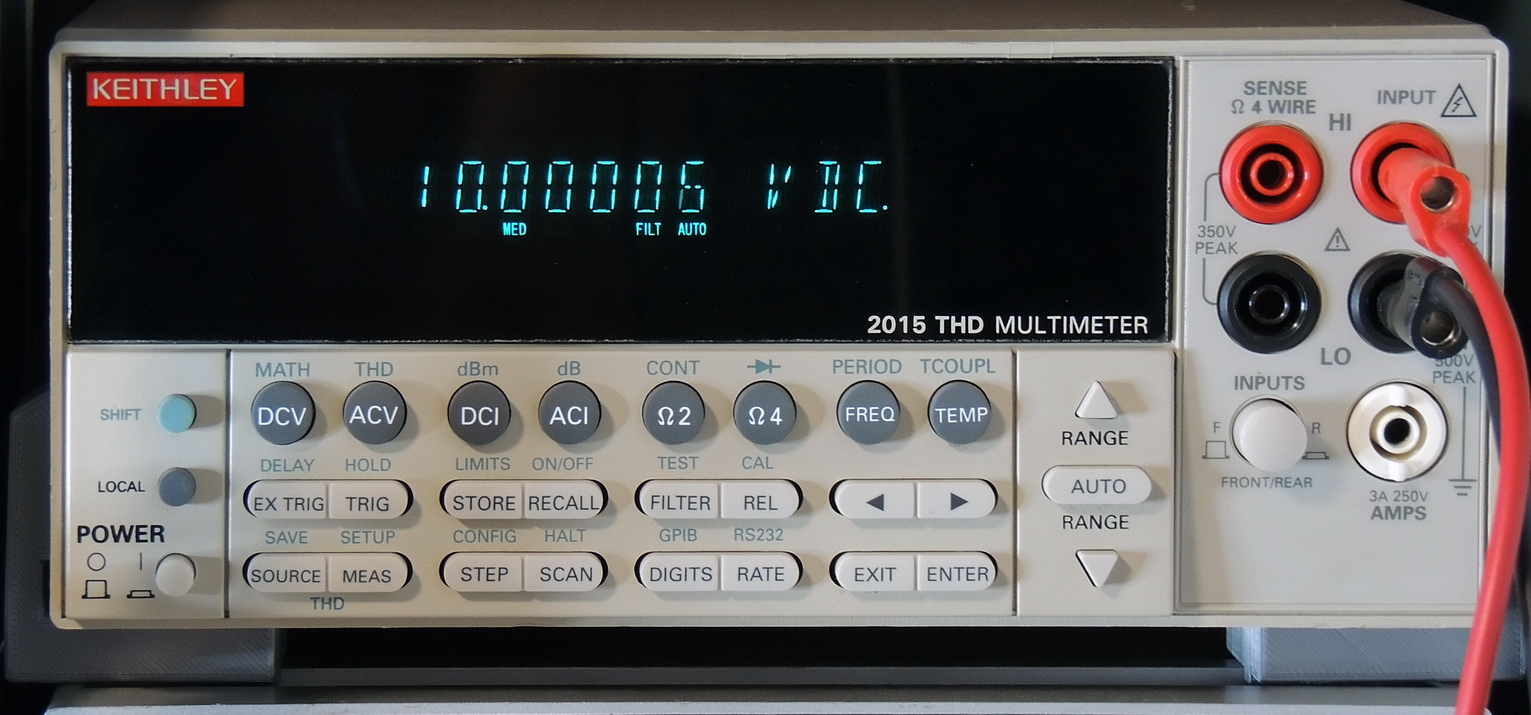 KEITHLEY
10.00006 VDC.
MED FILT AUTO
2015 THD MULTIMETER
SENSE
Ω 4 WIRE
INPUT
HI
350V
PEAK
LO
500V
PEAK
INPUTS
F R
FRONT/REAR
3A 250V
AMPS
SHIFT
LOCAL
POWER
MATH THD dBm dB CONT PERIOD TCOUPL
DCV ACV DCI ACI Ω2 Ω4 FREQ TEMP
DELAY HOLD LIMITS ON/OFF TEST CAL
EX TRIG TRIG STORE RECALL FILTER REL
SAVE SETUP CONFIG HALT GPIB RS232
SOURCE MEAS STEP SCAN DIGITS RATE EXIT ENTER
THD
RANGE
AUTO
RANGE